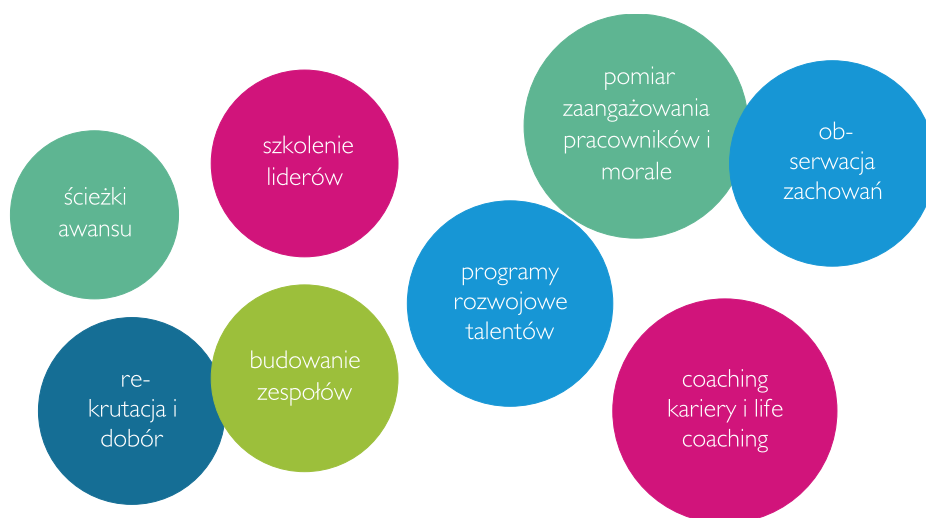 ścieżki
awansu
szkolenie
liderów
pomiar
zaangażowania
pracowników i
morale
ob-
serwacja
zachowań
re-
krutacja i
dobór
budowanie
zespołów
programy
rozwojowe
talentów
coaching
kariery i life
coaching